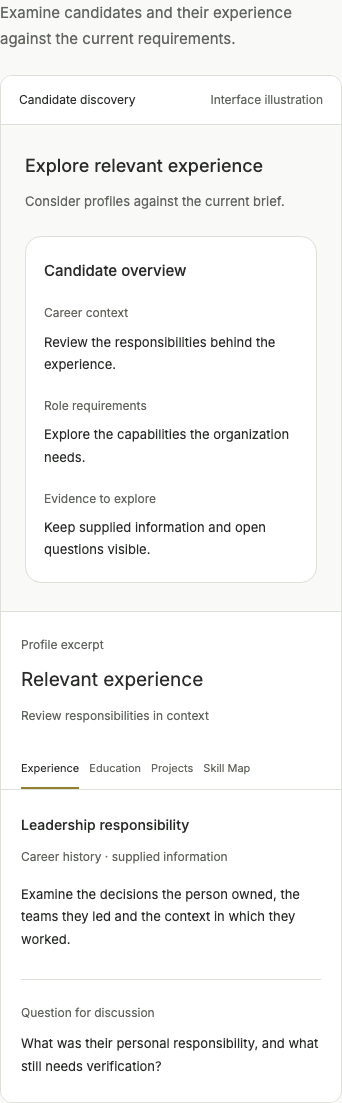 Examine candidates and their experience
against the current requirements.
Candidate discovery
Interface illustration
Explore relevant experience
Consider profiles against the current brief.
Candidate overview
Career context
Review the responsibilities behind the
experience.
Role requirements
Explore the capabilities the organization
needs.
Evidence to explore
Keep supplied information and open
questions visible.
Profile excerpt
Relevant experience
Review responsibilities in context
Experience Education Projects Skill Map
Leadership responsibility
Career history · supplied information
Examine the decisions the person owned, the
teams they led and the context in which they
worked.
Question for discussion
What was their personal responsibility, and what
still needs verification?